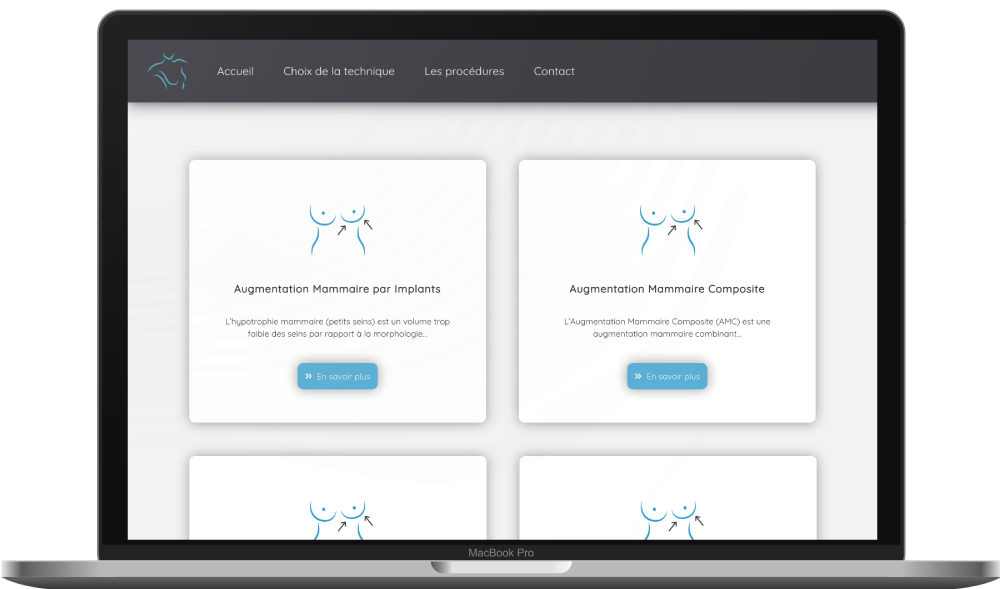 Accueil
Choix de la technique
Les procédures
Contact
Augmentation Mammaire par Implants
L'hypotrophie mammaire (petits seins) est un volume trop
faible des seins par rapport à la morphologie...
» En savoir plus
Augmentation Mammaire Composite
L'Augmentation Mammaire Composite (AMC) est une
augmentation mammaire combinant...
» En savoir plus
MacBook Pro